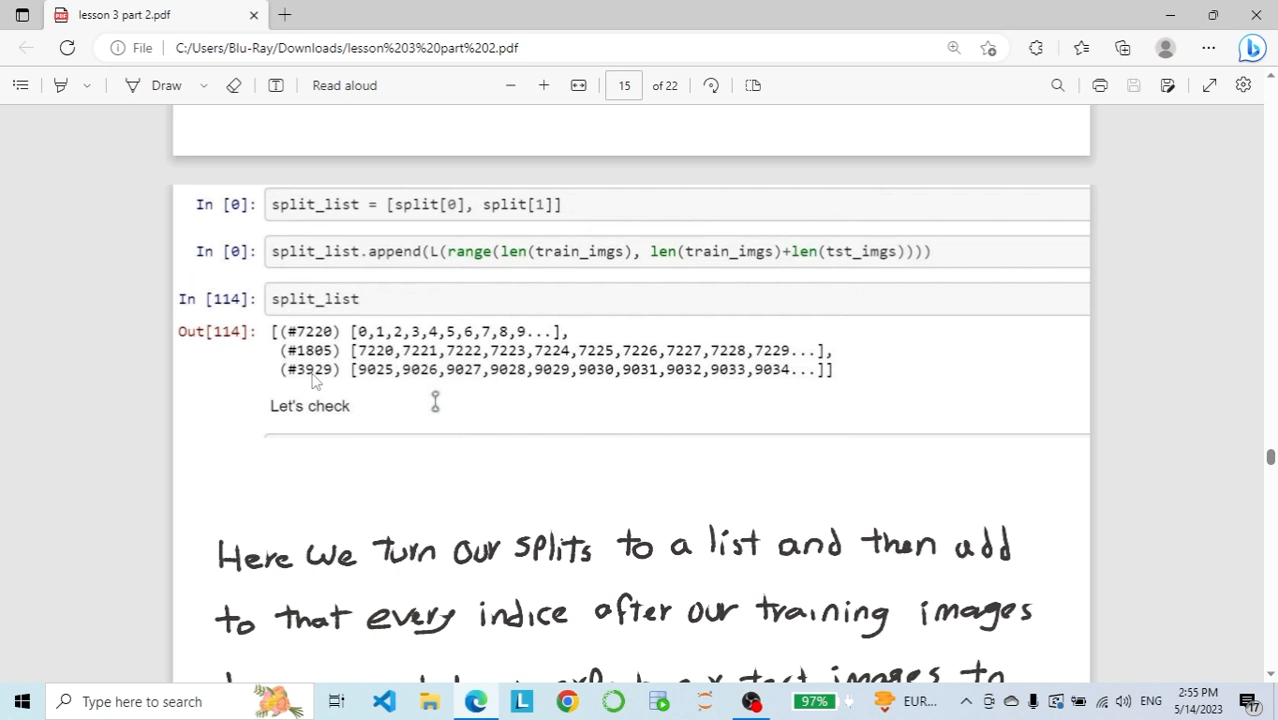 lesson 3 part 2.pdf
File
C:/Users/Blu-Ray/Downloads/lesson%203%20part%202.pdf
Draw
Read aloud
15 of 22
In [0]: split_list = [split[0], split[1]]
In [0]: split_list.append(L(range(len(train_imgs), len(train_imgs)+len(tst_imgs))))
In [114]: split_list
Out[114]: [(#7220) [0,1,2,3,4,5,6,7,8,9...],
(#1805) [7220,7221,7222,7223,7224,7225,7226,7227,7228,7229...],
(#3929) [9025,9026,9027,9028,9029,9030,9031,9032,9033,9034...]]
Let's check
Here we turn our splits to a list and then add
to that every indice after our training images
images to
Type here to search
97%
EUR...
ENG
2:55 PM
5/14/2023
17